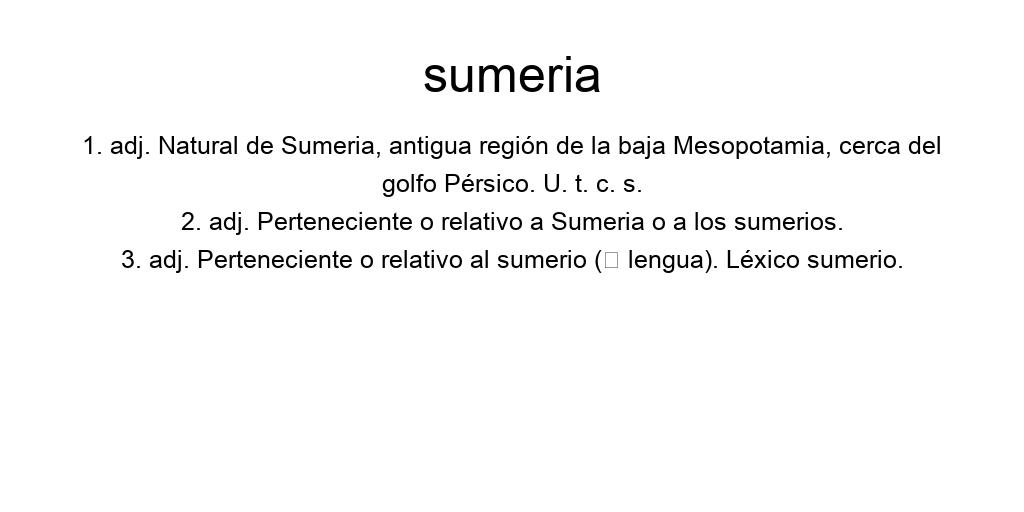 sumeria
1. adj. Natural de Sumeria, antigua región de la baja Mesopotamia, cerca del
golfo Pérsico. U. t. c. s.
2. adj. Perteneciente o relativo a Sumeria o a los sumerios.
3. adj. Perteneciente o relativo al sumerio (□ lengua). Léxico sumerio.